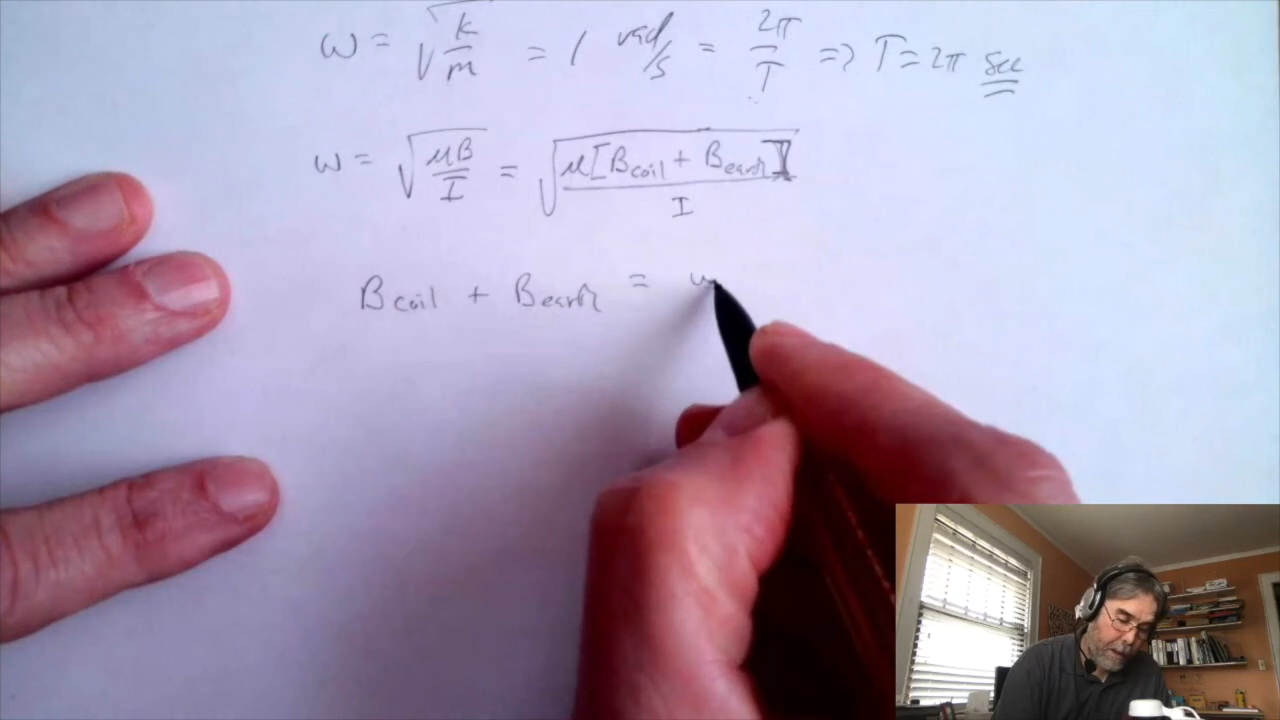 ω = √(k/m) = 1 rad/s = 2π/T => T = 2π sec
ω = √(μB/I) = √(μ[Bcoil + Bearth]/I)
Bcoil + Bearth = ω